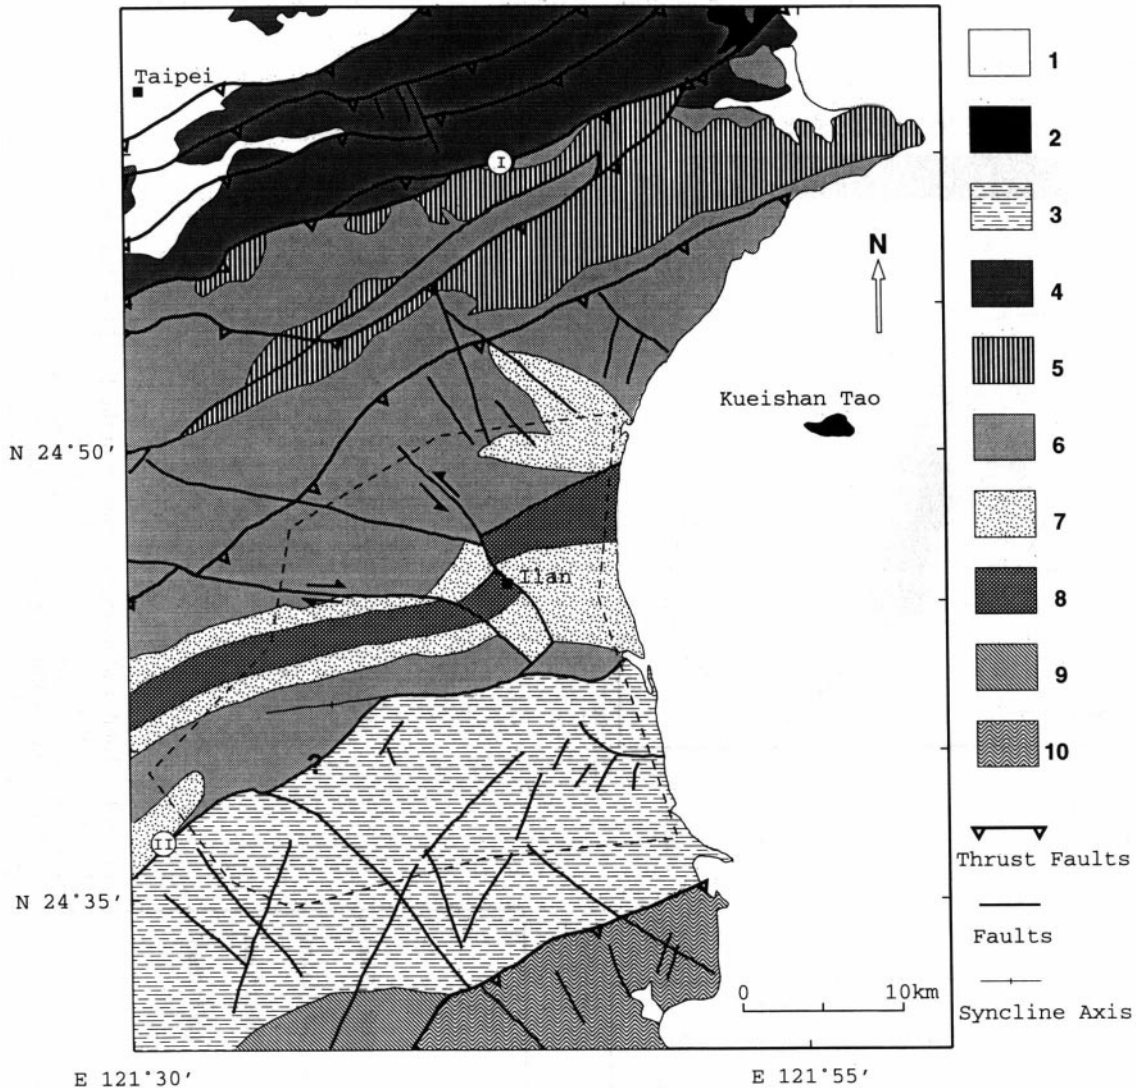 Taipei
1
2
3
4
5
6
7
8
9
10
I
N
Kueishan Tao
N 24°50'
Ilan
?
II
N 24°35'
Thrust Faults
Faults
0 10km
Syncline Axis
E 121°30'
E 121°55'